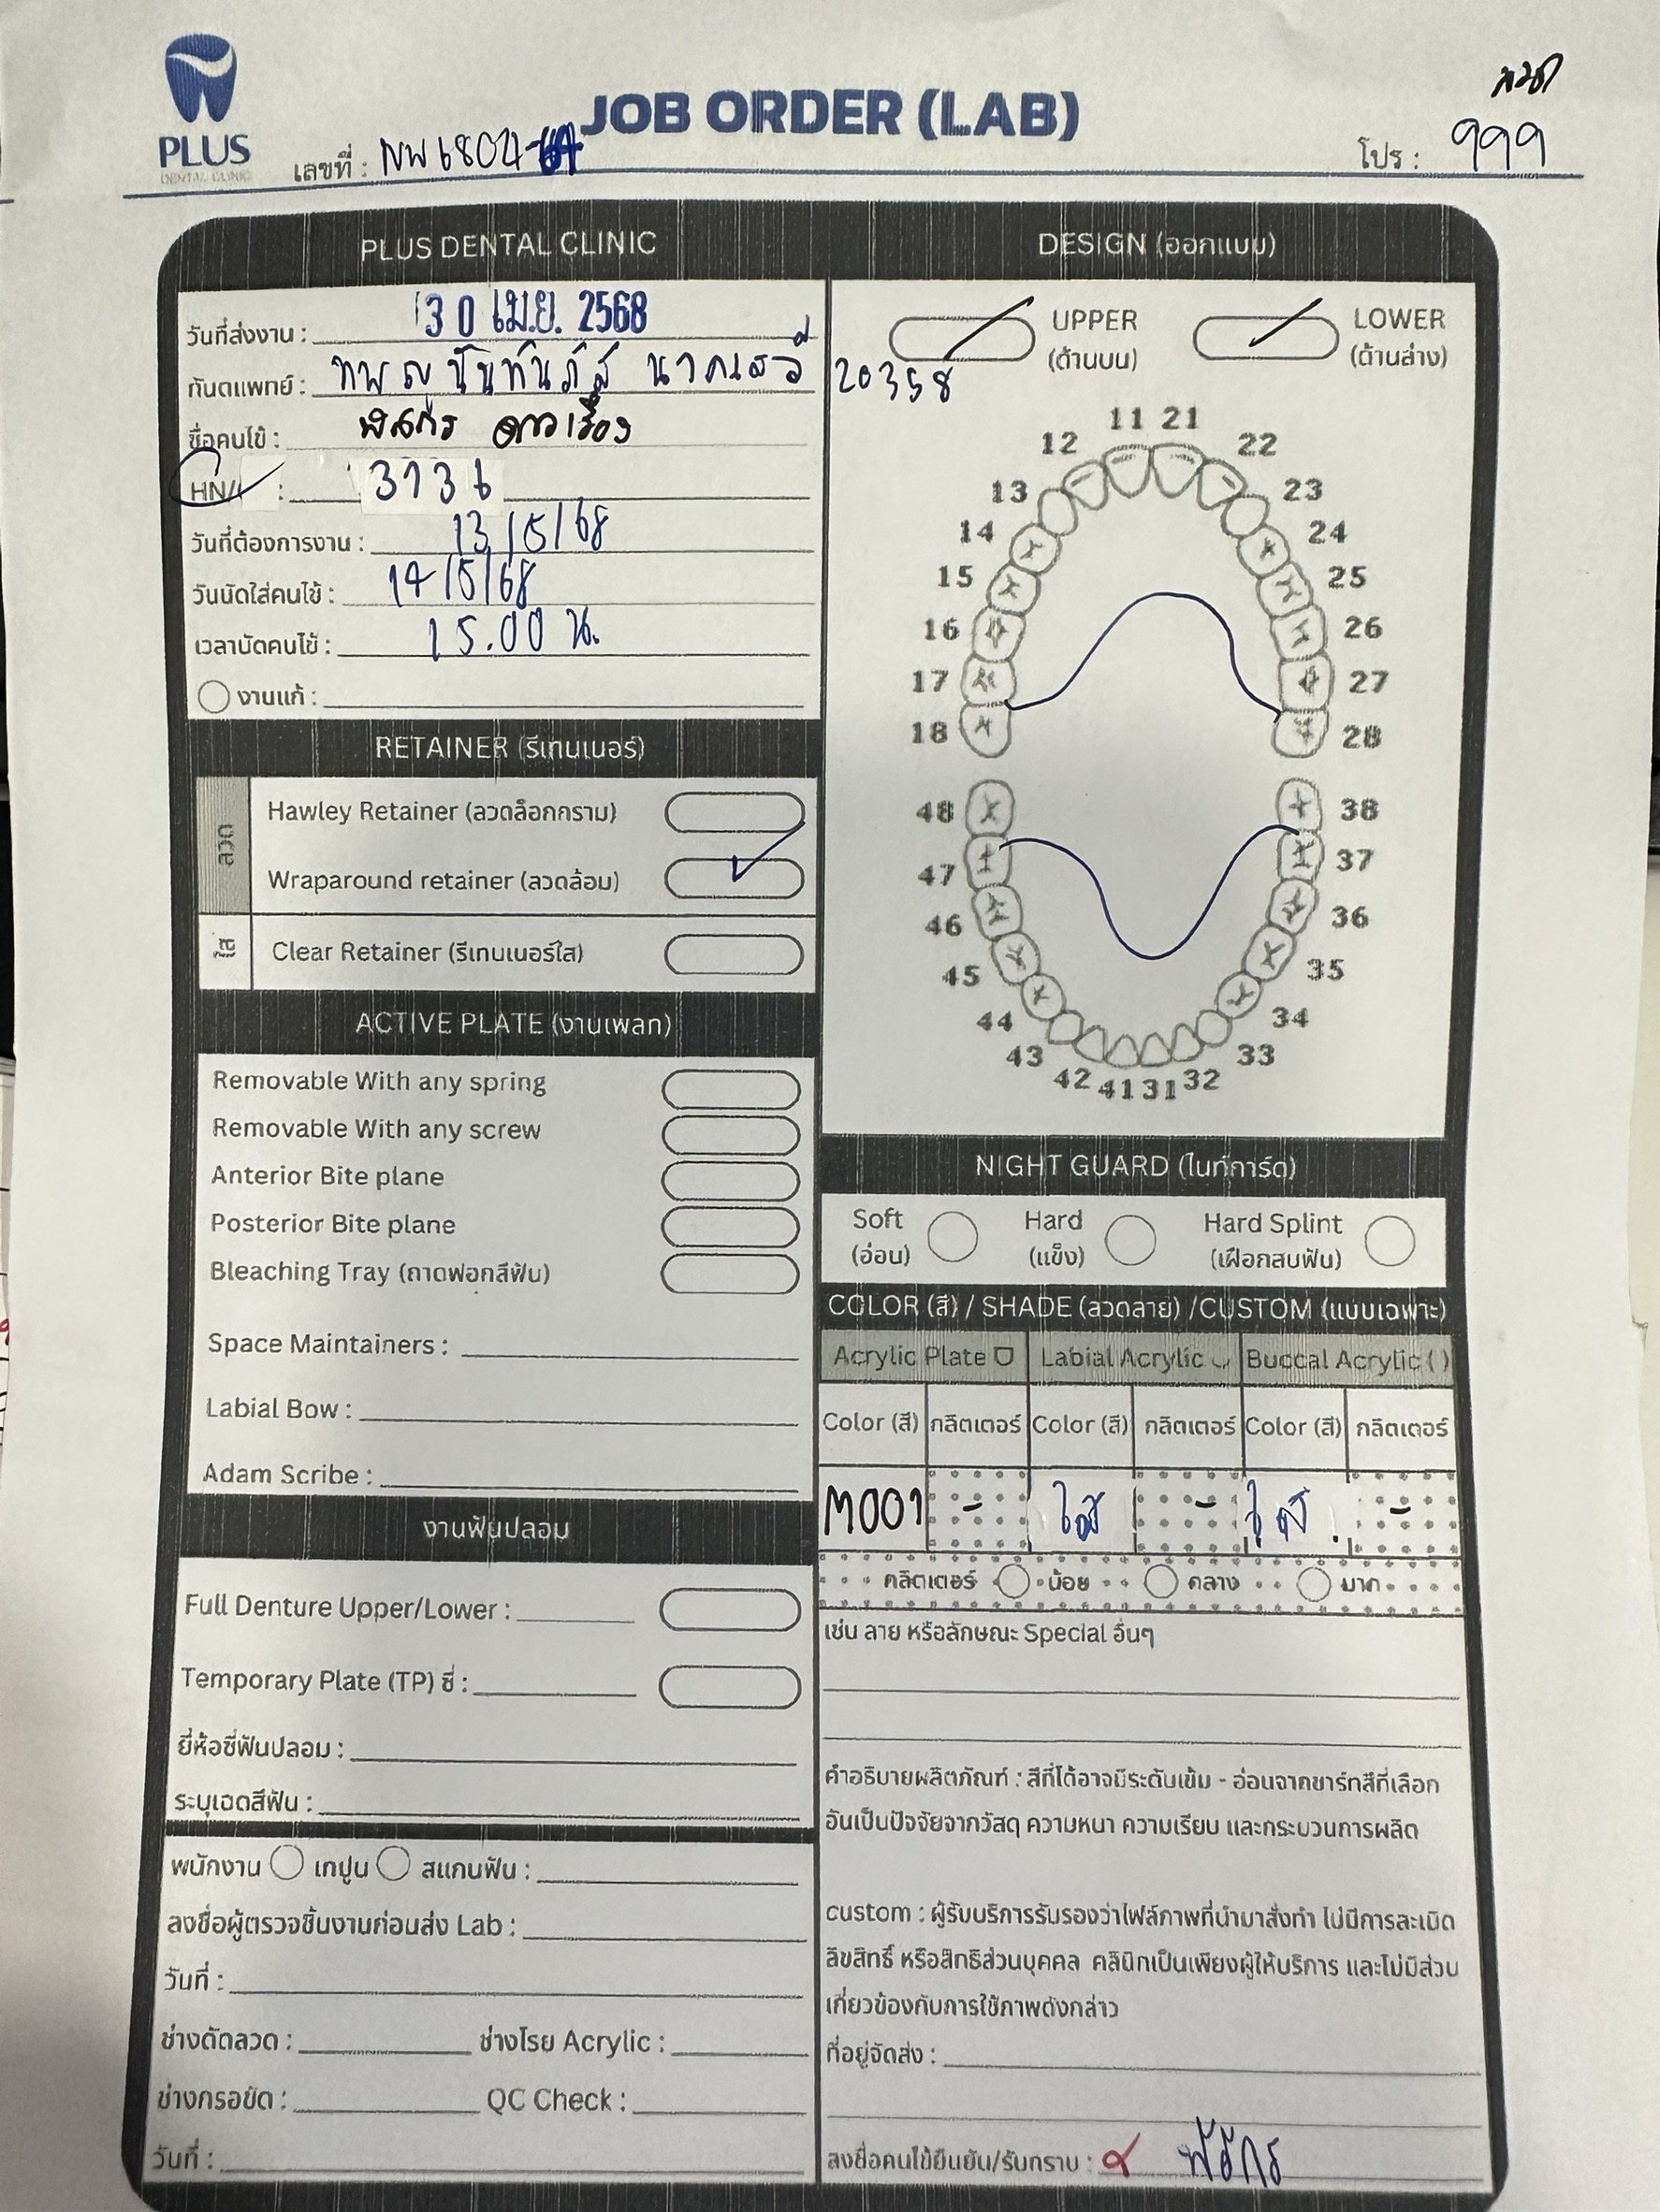 PLUS
DENTAL CLINIC
JOB ORDER (LAB)
เลขที่ : NW6804-
โปร : 999
PLUS DENTAL CLINIC
วันที่ส่งงาน : 30 เม.ย. 2568
ทันตแพทย์ : ทพญ นันทันภัส 20358
ชื่อคนไข้ : ดาวเรือง
HN/ : 3736
วันที่ต้องการงาน : 13/5/68
วันนัดใส่คนไข้ : 14/5/68
เวลานัดคนไข้ : 15.00 น.
งานแก้ :
RETAINER (รีเทนเนอร์)
ลวด
Hawley Retainer (ลวดล็อกกราม)
Wraparound retainer (ลวดล้อม)
ใส
Clear Retainer (รีเทนเนอร์ใส)
ACTIVE PLATE (งานเพลท)
Removable With any spring
Removable With any screw
Anterior Bite plane
Posterior Bite plane
Bleaching Tray (ถาดฟอกสีฟัน)
Space Maintainers :
Labial Bow :
Adam Scribe :
งานฟันปลอม
Full Denture Upper/Lower :
Temporary Plate (TP) ซี่ :
ยี่ห้อซี่ฟันปลอม :
ระบุเฉดสีฟัน :
พนักงาน เทปูน สแกนฟัน :
ลงชื่อผู้ตรวจชิ้นงานก่อนส่ง Lab :
วันที่ :
ช่างดัดลวด : ช่างโรย Acrylic :
ช่างกรอขัด : QC Check :
วันที่ :
DESIGN (ออกแบบ)
UPPER (ด้านบน)
LOWER (ด้านล่าง)
11 21
12 22
13 23
14 24
15 25
16 26
17 27
18 28
48 38
47 37
46 36
45 35
44 34
43 33
42 41 31 32
NIGHT GUARD (ไนท์การ์ด)
Soft (อ่อน)
Hard (แข็ง)
Hard Splint (เฝือกสบฟัน)
COLOR (สี) / SHADE (ลวดลาย) /CUSTOM (แบบเฉพาะ)
Acrylic Plate Labial Acrylic Buccal Acrylic ( )
Color (สี) กลิตเตอร์ Color (สี) กลิตเตอร์ Color (สี) กลิตเตอร์
M001 - ใส - ใส -
กลิตเตอร์ น้อย กลาง มาก
เช่น ลาย หรือลักษณะ Special อื่นๆ
คำอธิบายผลิตภัณฑ์ : สีที่ได้อาจมีระดับเข้ม - อ่อนจากชาร์ทสีที่เลือก
อันเป็นปัจจัยจากวัสดุ ความหนา ความเรียบ และกระบวนการผลิต
custom : ผู้รับบริการรับรองว่าไฟล์ภาพที่นำมาสั่งทำ ไม่มีการละเมิด
ลิขสิทธิ์ หรือสิทธิส่วนบุคคล คลินิกเป็นเพียงผู้ให้บริการ และไม่มีส่วน
เกี่ยวข้องกับการใช้ภาพดังกล่าว
ที่อยู่จัดส่ง :
ลงชื่อคนไข้ยืนยัน/รับทราบ :